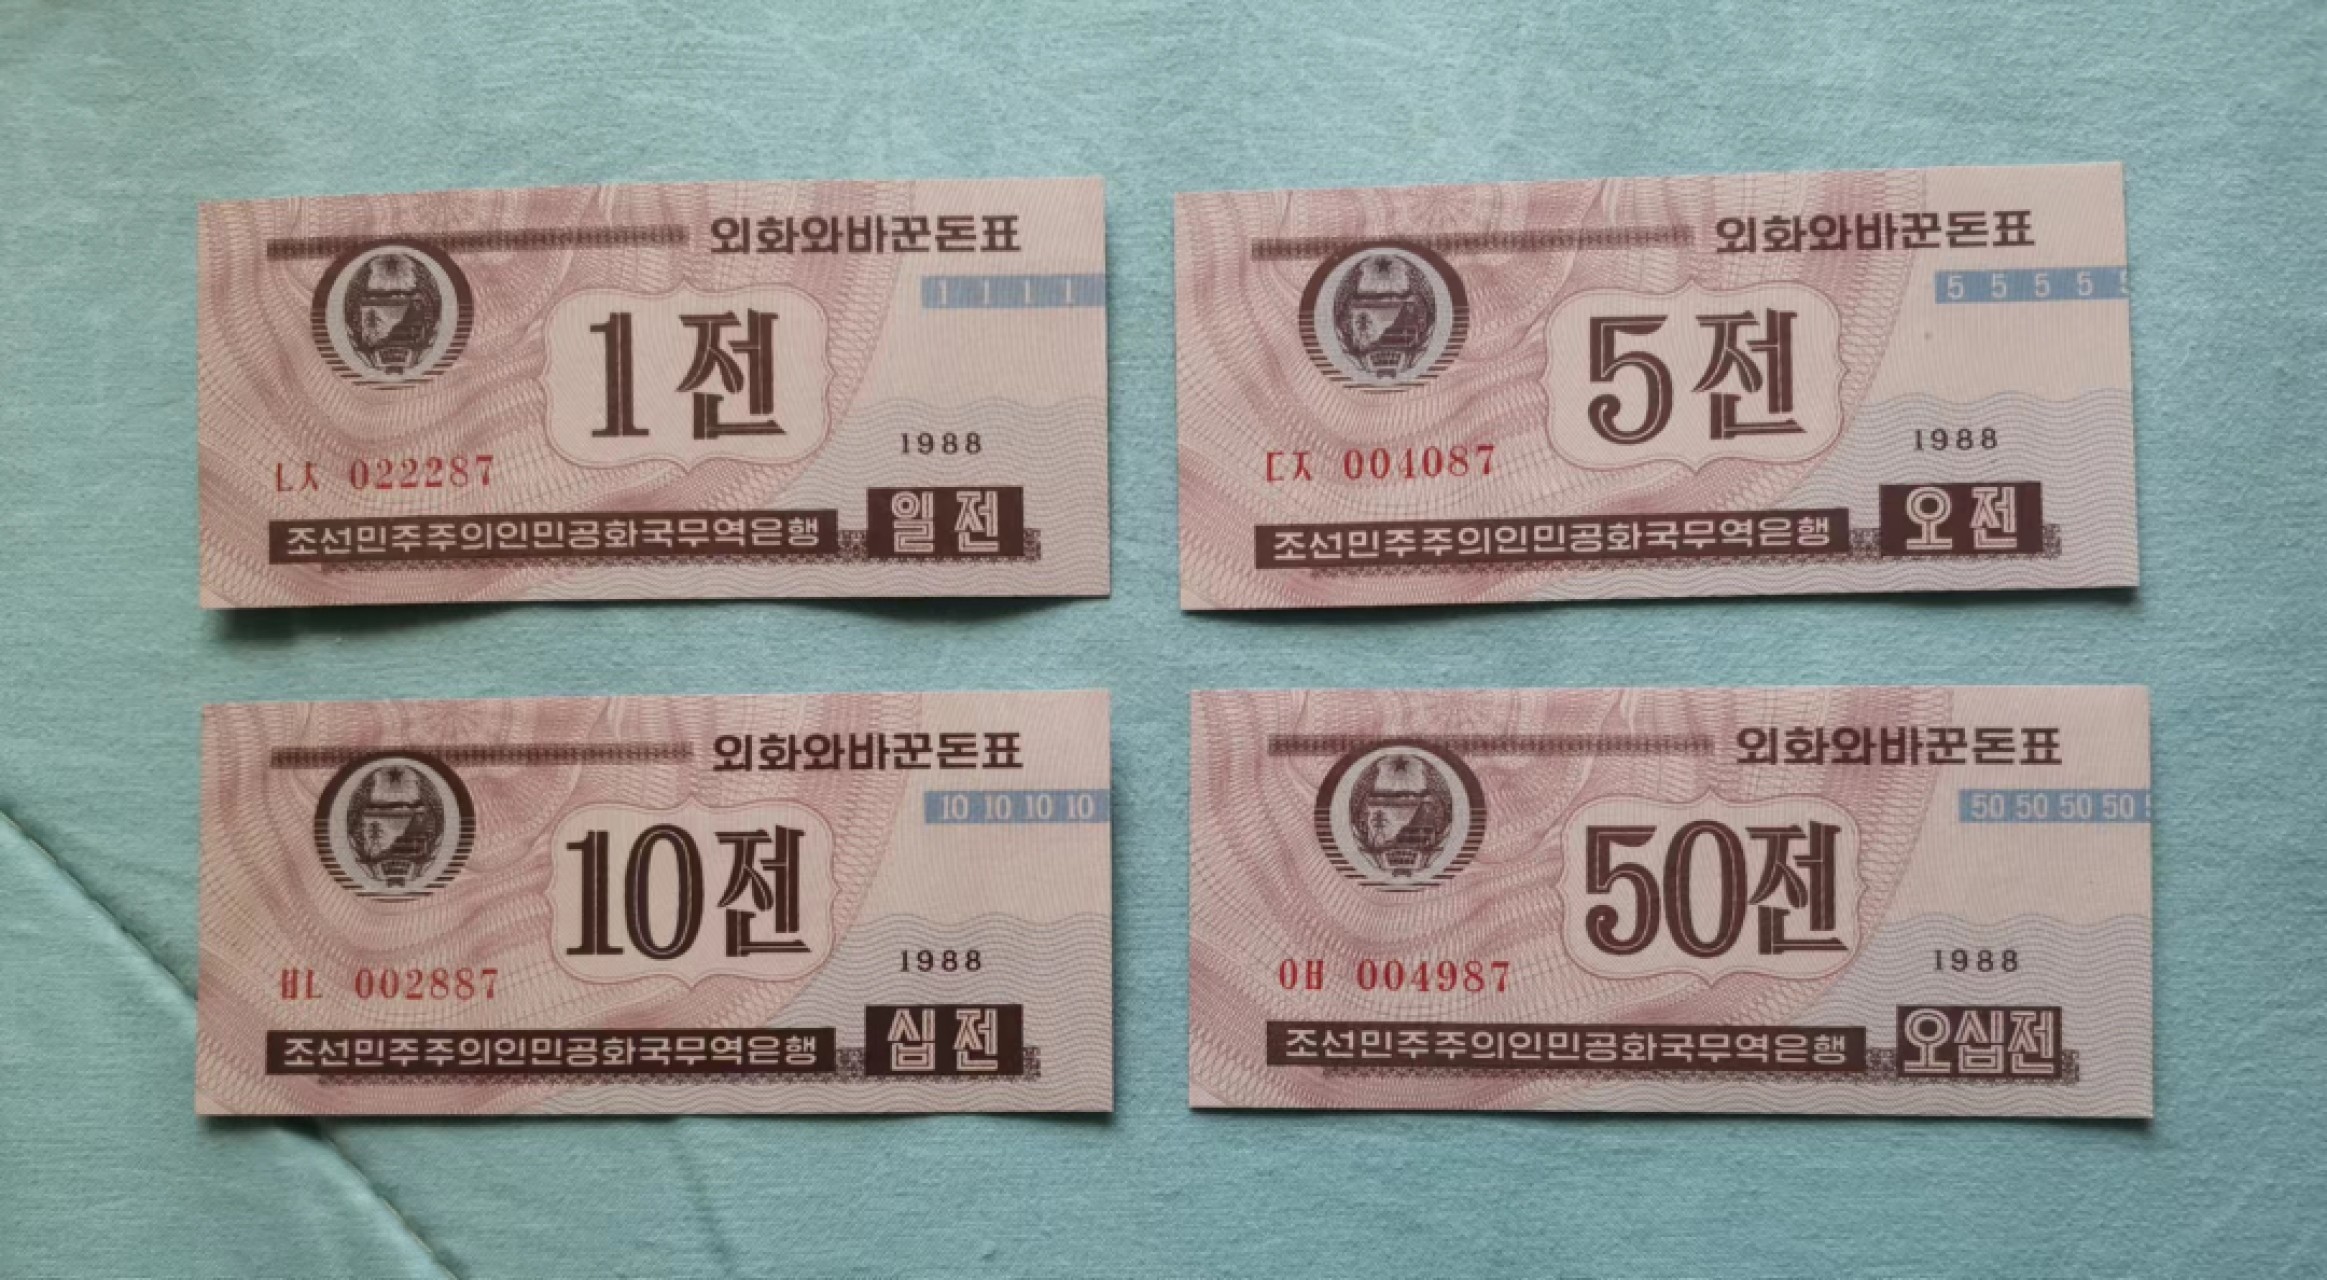 외화와바꾼돈표
1 1 1 1
1전
1988
ㄴㅈ 022287
일전
조선민주주의인민공화국무역은행
외화와바꾼돈표
5 5 5 5 5
5전
1988
ㄷㅈ 004087
오전
조선민주주의인민공화국무역은행
외화와바꾼돈표
10 10 10 10
10전
1988
ㅂㄴ 002887
십전
조선민주주의인민공화국무역은행
외화와바꾼돈표
50 50 50 50 5
50전
1988
ㅇㅂ 004987
오십전
조선민주주의인민공화국무역은행